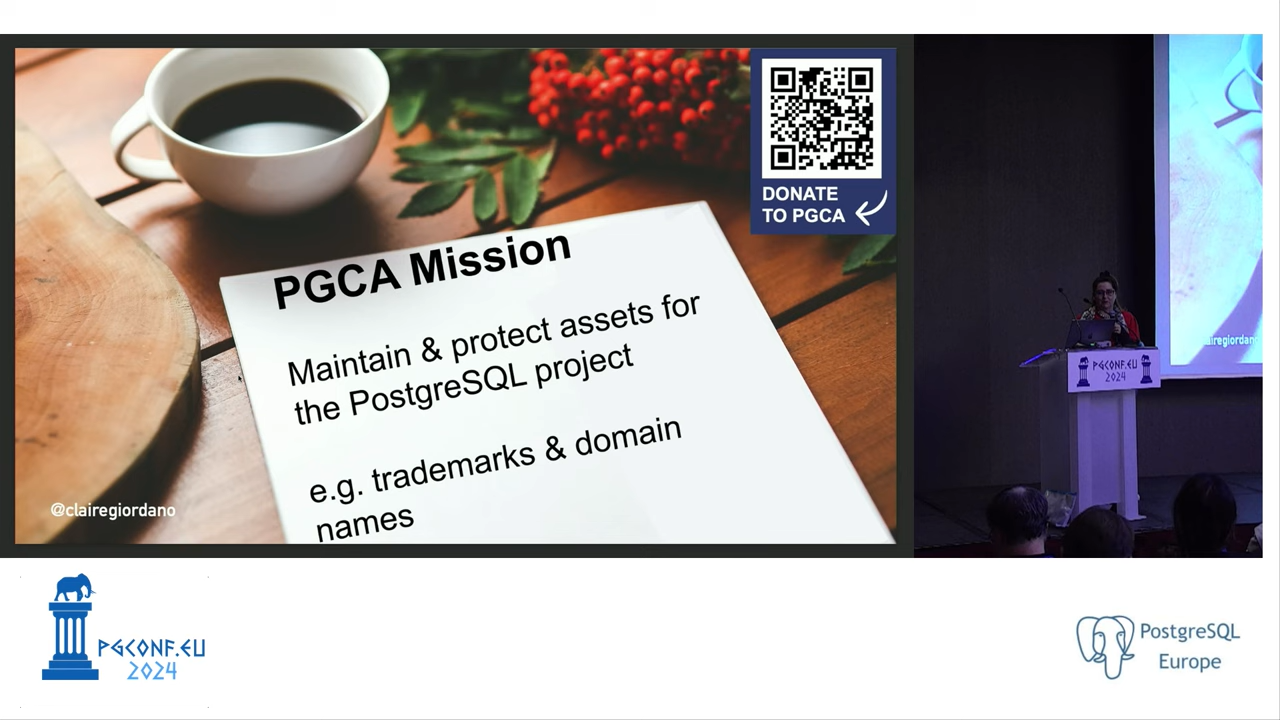 DONATE
TO PGCA
PGCA Mission
Maintain & protect assets for
the PostgreSQL project
e.g. trademarks & domain
names
@clairegiordano
PGCONF.EU
2024
PGCONF.EU
2024
PostgreSQL
Europe